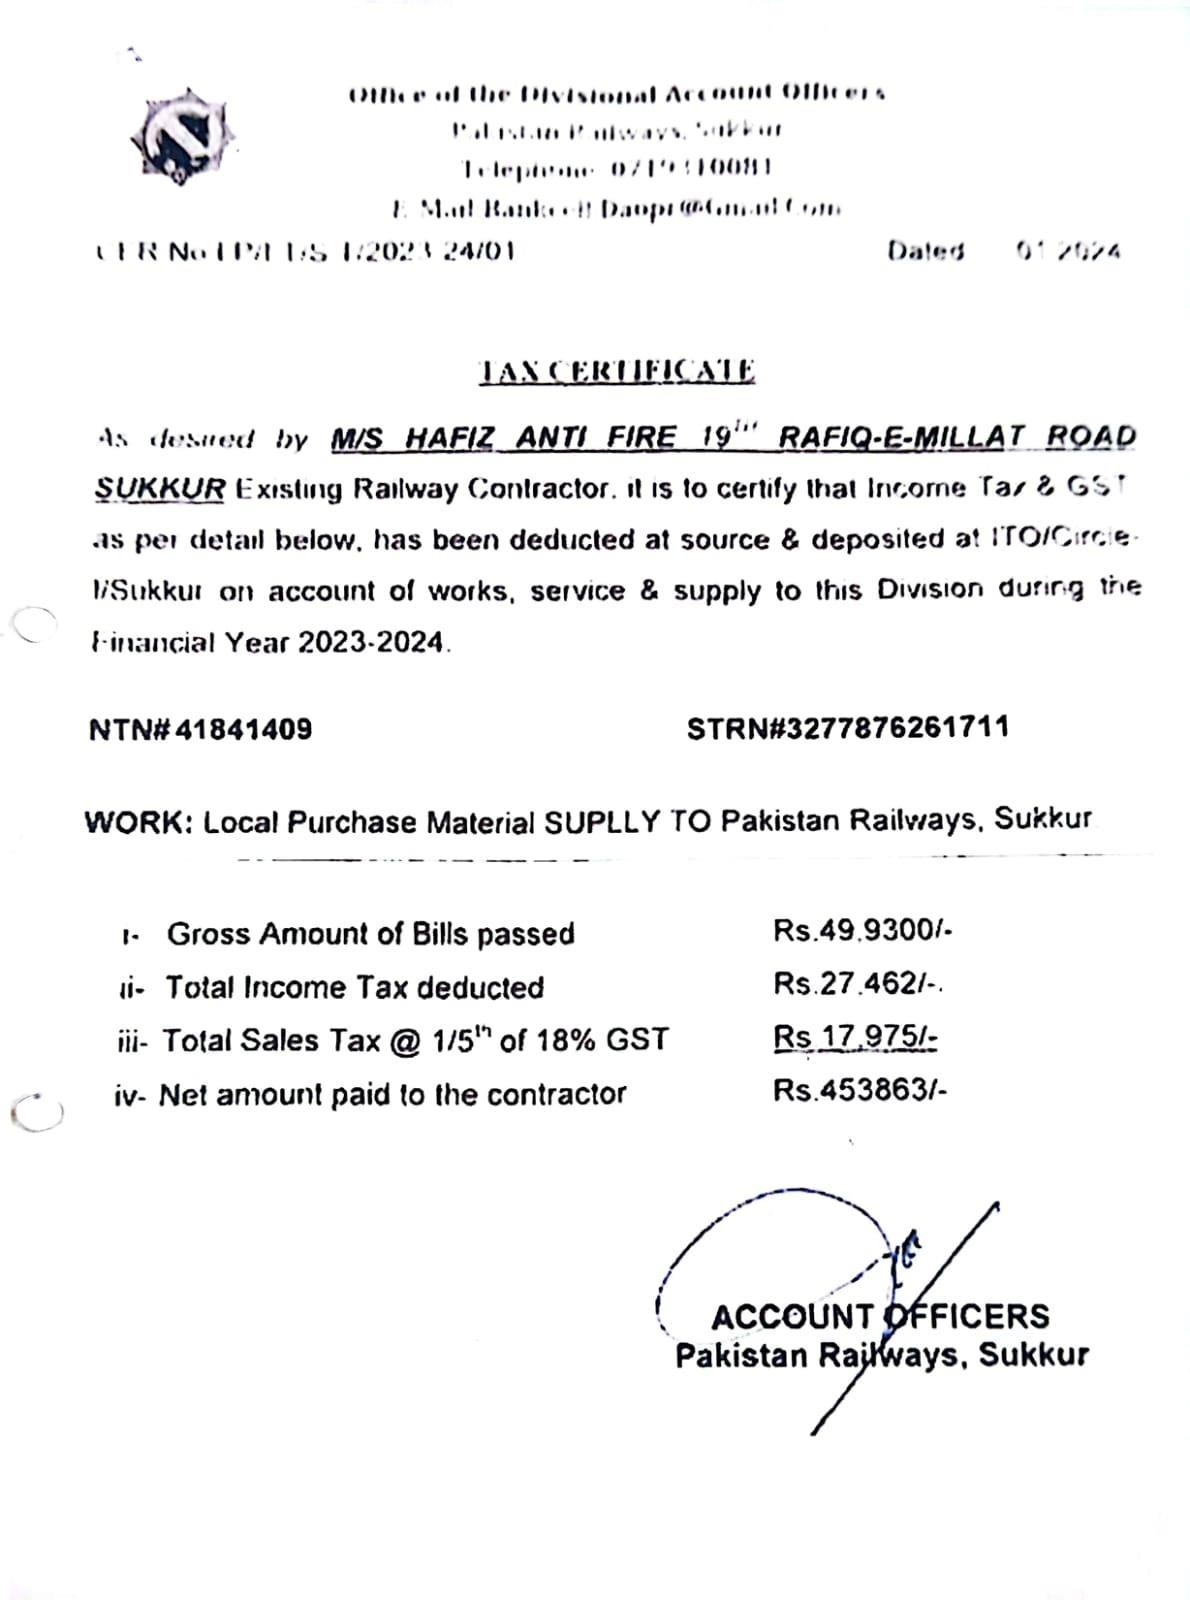 Office of the Divisional Account Officers
Pakistan Railways, Sukkur
Telephone
E Mail
2023 24/01 Dated 01 2024
TAX CERTIFICATE
As desired by M/S HAFIZ ANTI FIRE 19 RAFIQ-E-MILLAT ROAD
SUKKUR Existing Railway Contractor. it is to certify that Income Tax & GST
as per detail below, has been deducted at source & deposited at ITO/Circle-
I/Sukkur on account of works, service & supply to this Division during the
Financial Year 2023-2024.
NTN#41841409 STRN#3277876261711
WORK: Local Purchase Material SUPLLY TO Pakistan Railways, Sukkur
i- Gross Amount of Bills passed Rs.49.9300/-
ii- Total Income Tax deducted Rs.27.462/-.
iii- Total Sales Tax @ 1/5th of 18% GST Rs 17,975/-
iv- Net amount paid to the contractor Rs.453863/-
ACCOUNT OFFICERS
Pakistan Railways, Sukkur